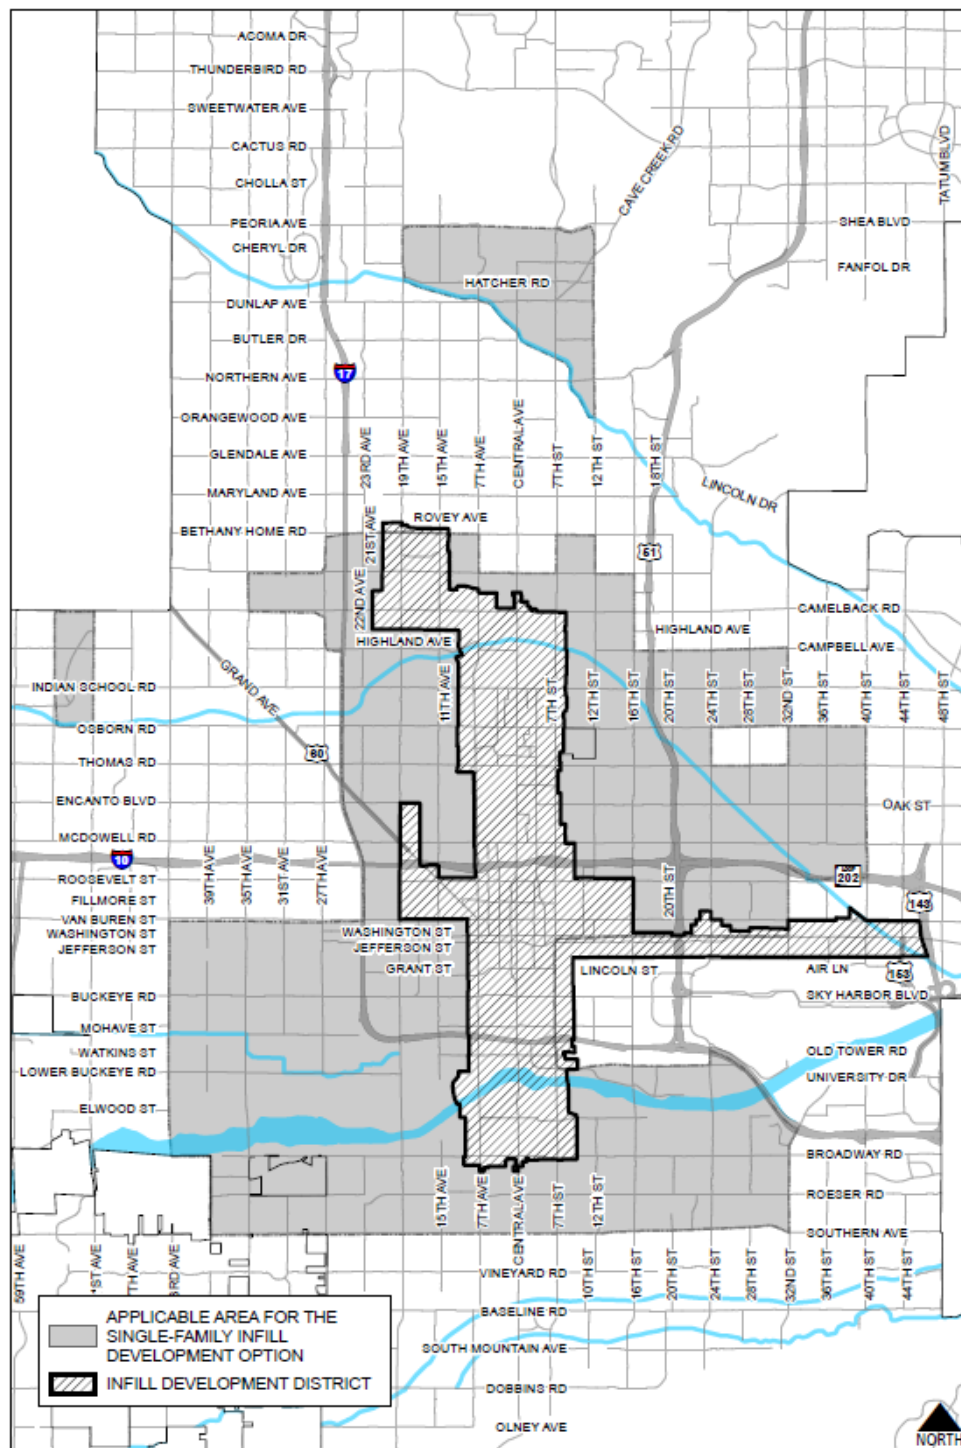 ACOMA DR
THUNDERBIRD RD
SWEETWATER AVE
CACTUS RD
CHOLLA ST
PEORIA AVE
CHERYL DR
CAVE CREEK RD
TATUM BLVD
SHEA BLVD
FANFOL DR
HATCHER RD
DUNLAP AVE
BUTLER DR
17
NORTHERN AVE
ORANGEWOOD AVE
GLENDALE AVE
MARYLAND AVE
BETHANY HOME RD
23RD AVE
19TH AVE
15TH AVE
7TH AVE
CENTRAL AVE
7TH ST
12TH ST
18TH ST
LINCOLN DR
ROVEY AVE
21ST AVE
22ND AVE
51
CAMELBACK RD
HIGHLAND AVE
HIGHLAND AVE
CAMPBELL AVE
GRAND AVE
INDIAN SCHOOL RD
11TH AVE
7TH ST
12TH ST
16TH ST
20TH ST
24TH ST
28TH ST
32ND ST
36TH ST
40TH ST
44TH ST
48TH ST
OSBORN RD
60
THOMAS RD
ENCANTO BLVD
OAK ST
MCDOWELL RD
10
39TH AVE
35TH AVE
31ST AVE
27TH AVE
20TH ST
LOOP
202
143
ROOSEVELT ST
FILLMORE ST
VAN BUREN ST
WASHINGTON ST
JEFFERSON ST
WASHINGTON ST
JEFFERSON ST
GRANT ST
LINCOLN ST
AIR LN
153
BUCKEYE RD
SKY HARBOR BLVD
MOHAVE ST
WATKINS ST
LOWER BUCKEYE RD
OLD TOWER RD
UNIVERSITY DR
ELWOOD ST
BROADWAY RD
ROESER RD
SOUTHERN AVE
15TH AVE
7TH AVE
CENTRAL AVE
7TH ST
12TH ST
59TH AVE
1ST AVE
TH AVE
RD AVE
VINEYARD RD
10TH ST
16TH ST
20TH ST
24TH ST
28TH ST
32ND ST
36TH ST
40TH ST
44TH ST
BASELINE RD
SOUTH MOUNTAIN AVE
DOBBINS RD
OLNEY AVE
APPLICABLE AREA FOR THE
SINGLE-FAMILY INFILL
DEVELOPMENT OPTION
INFILL DEVELOPMENT DISTRICT
NORTH